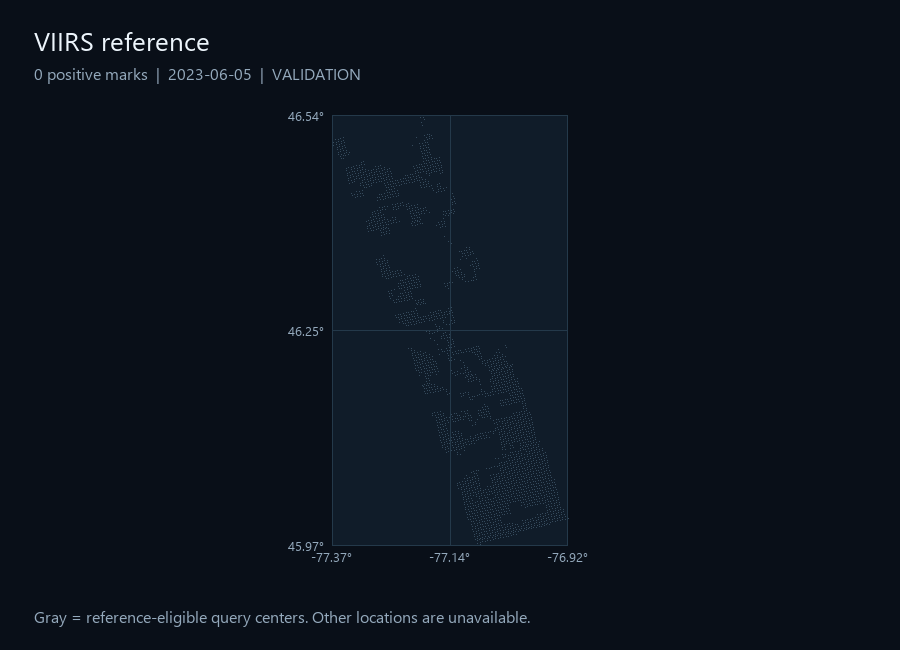 VIIRS reference
0 positive marks | 2023-06-05 | VALIDATION
46.54°
46.25°
45.97°
-77.37°
-77.14°
-76.92°
Gray = reference-eligible query centers. Other locations are unavailable.